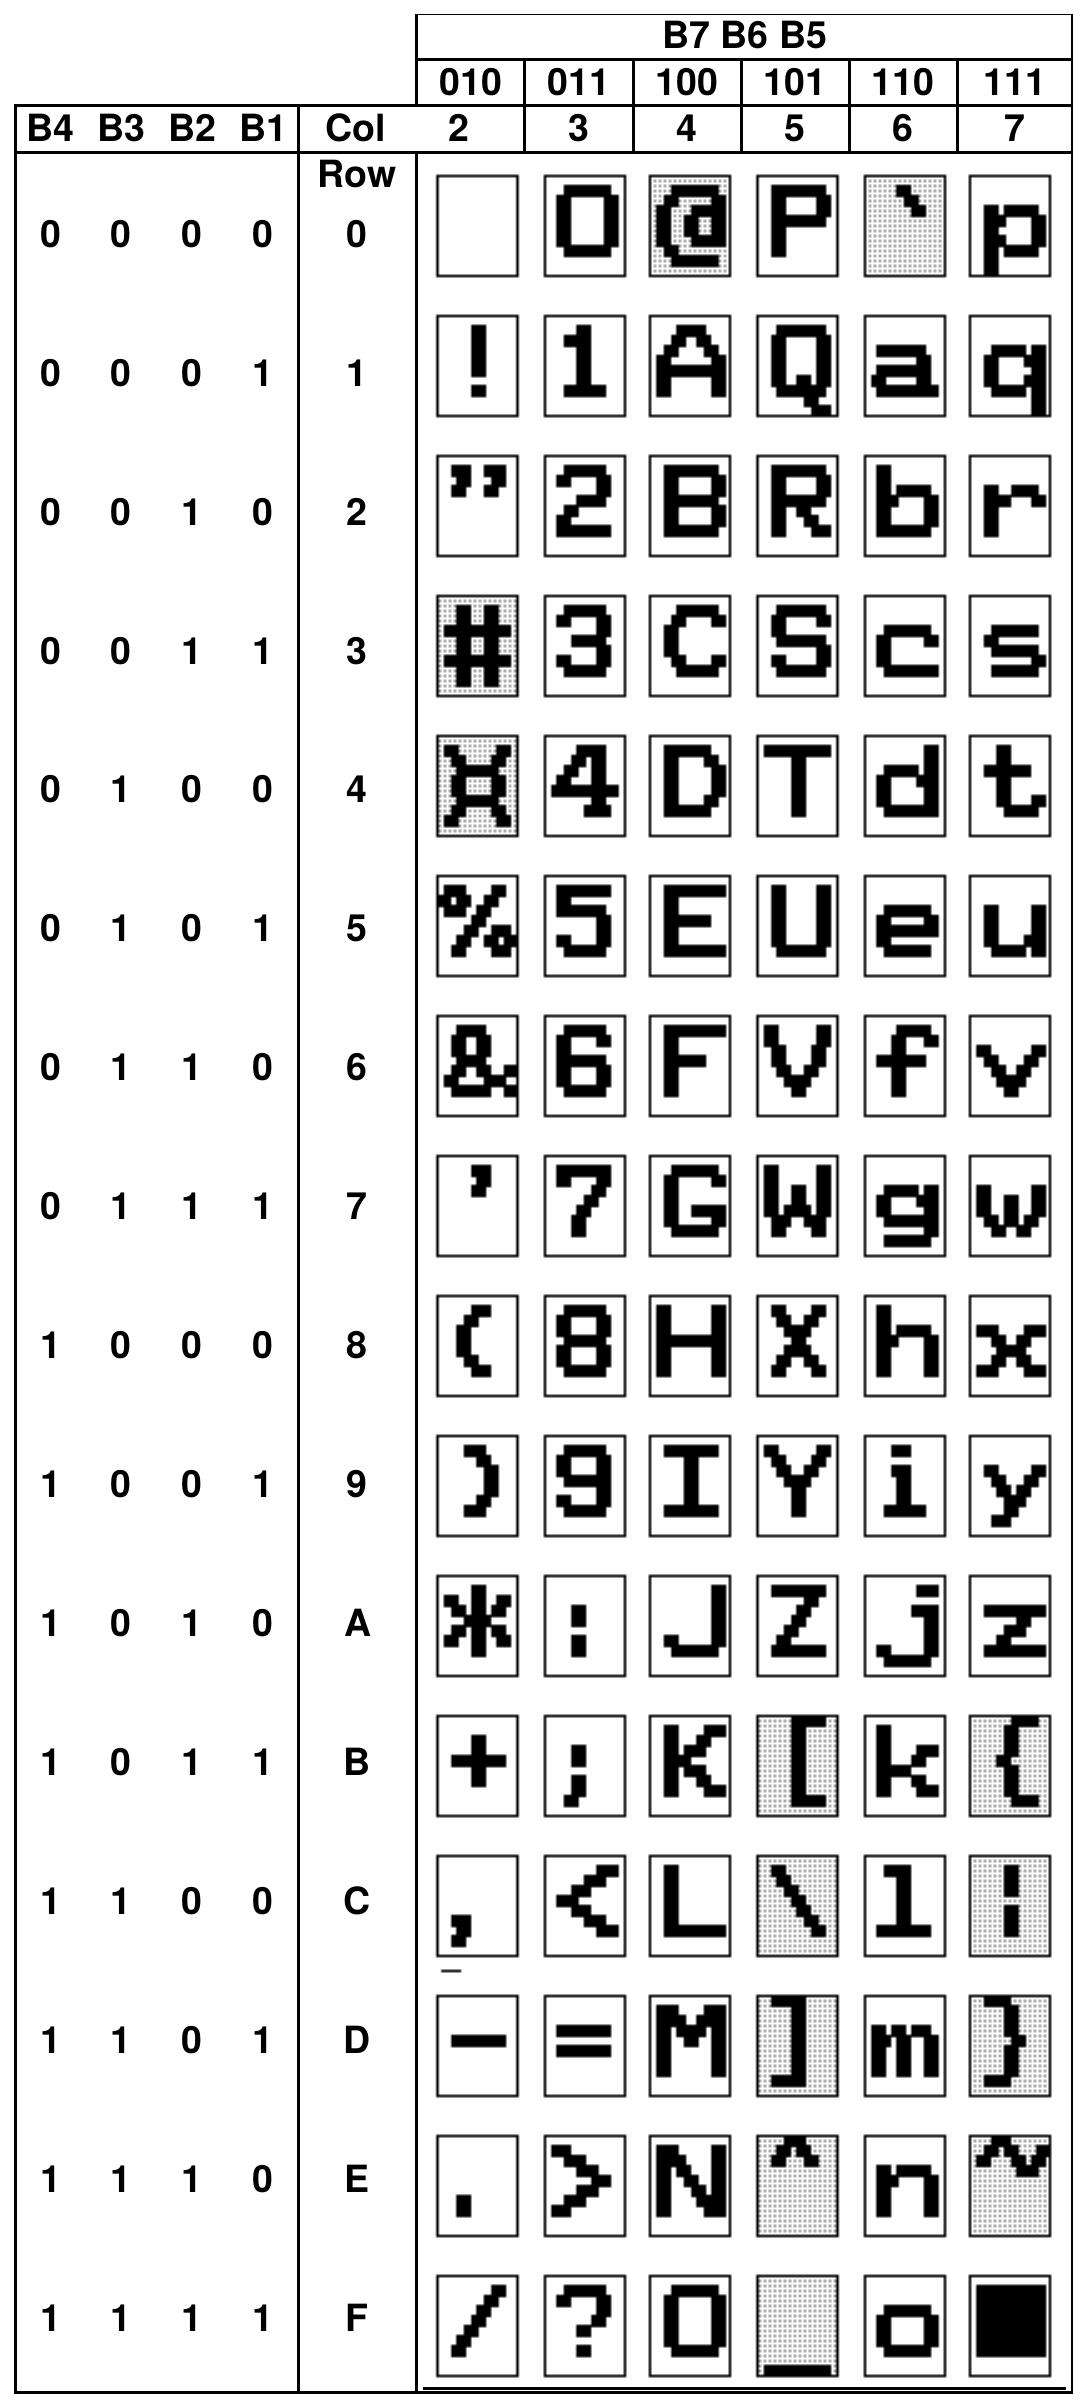 B7 B6 B5
010 011 100 101 110 111
B4 B3 B2 B1 Col 2 3 4 5 6 7
Row
0 0 0 0 0 0 @ P ` p
0 0 0 1 1 ! 1 A Q a q
0 0 1 0 2 ” 2 B R b r
0 0 1 1 3 # 3 C S c s
0 1 0 0 4 ¤ 4 D T d t
0 1 0 1 5 % 5 E U e u
0 1 1 0 6 & 6 F V f v
0 1 1 1 7 ’ 7 G W g w
1 0 0 0 8 ( 8 H X h x
1 0 0 1 9 ) 9 I Y i y
1 0 1 0 A * : J Z j z
1 0 1 1 B + ; K [ k {
1 1 0 0 C , < L \ l ¦
1 1 0 1 D - = M ] m }
1 1 1 0 E . > N ^ n ~
1 1 1 1 F / ? O _ o ■